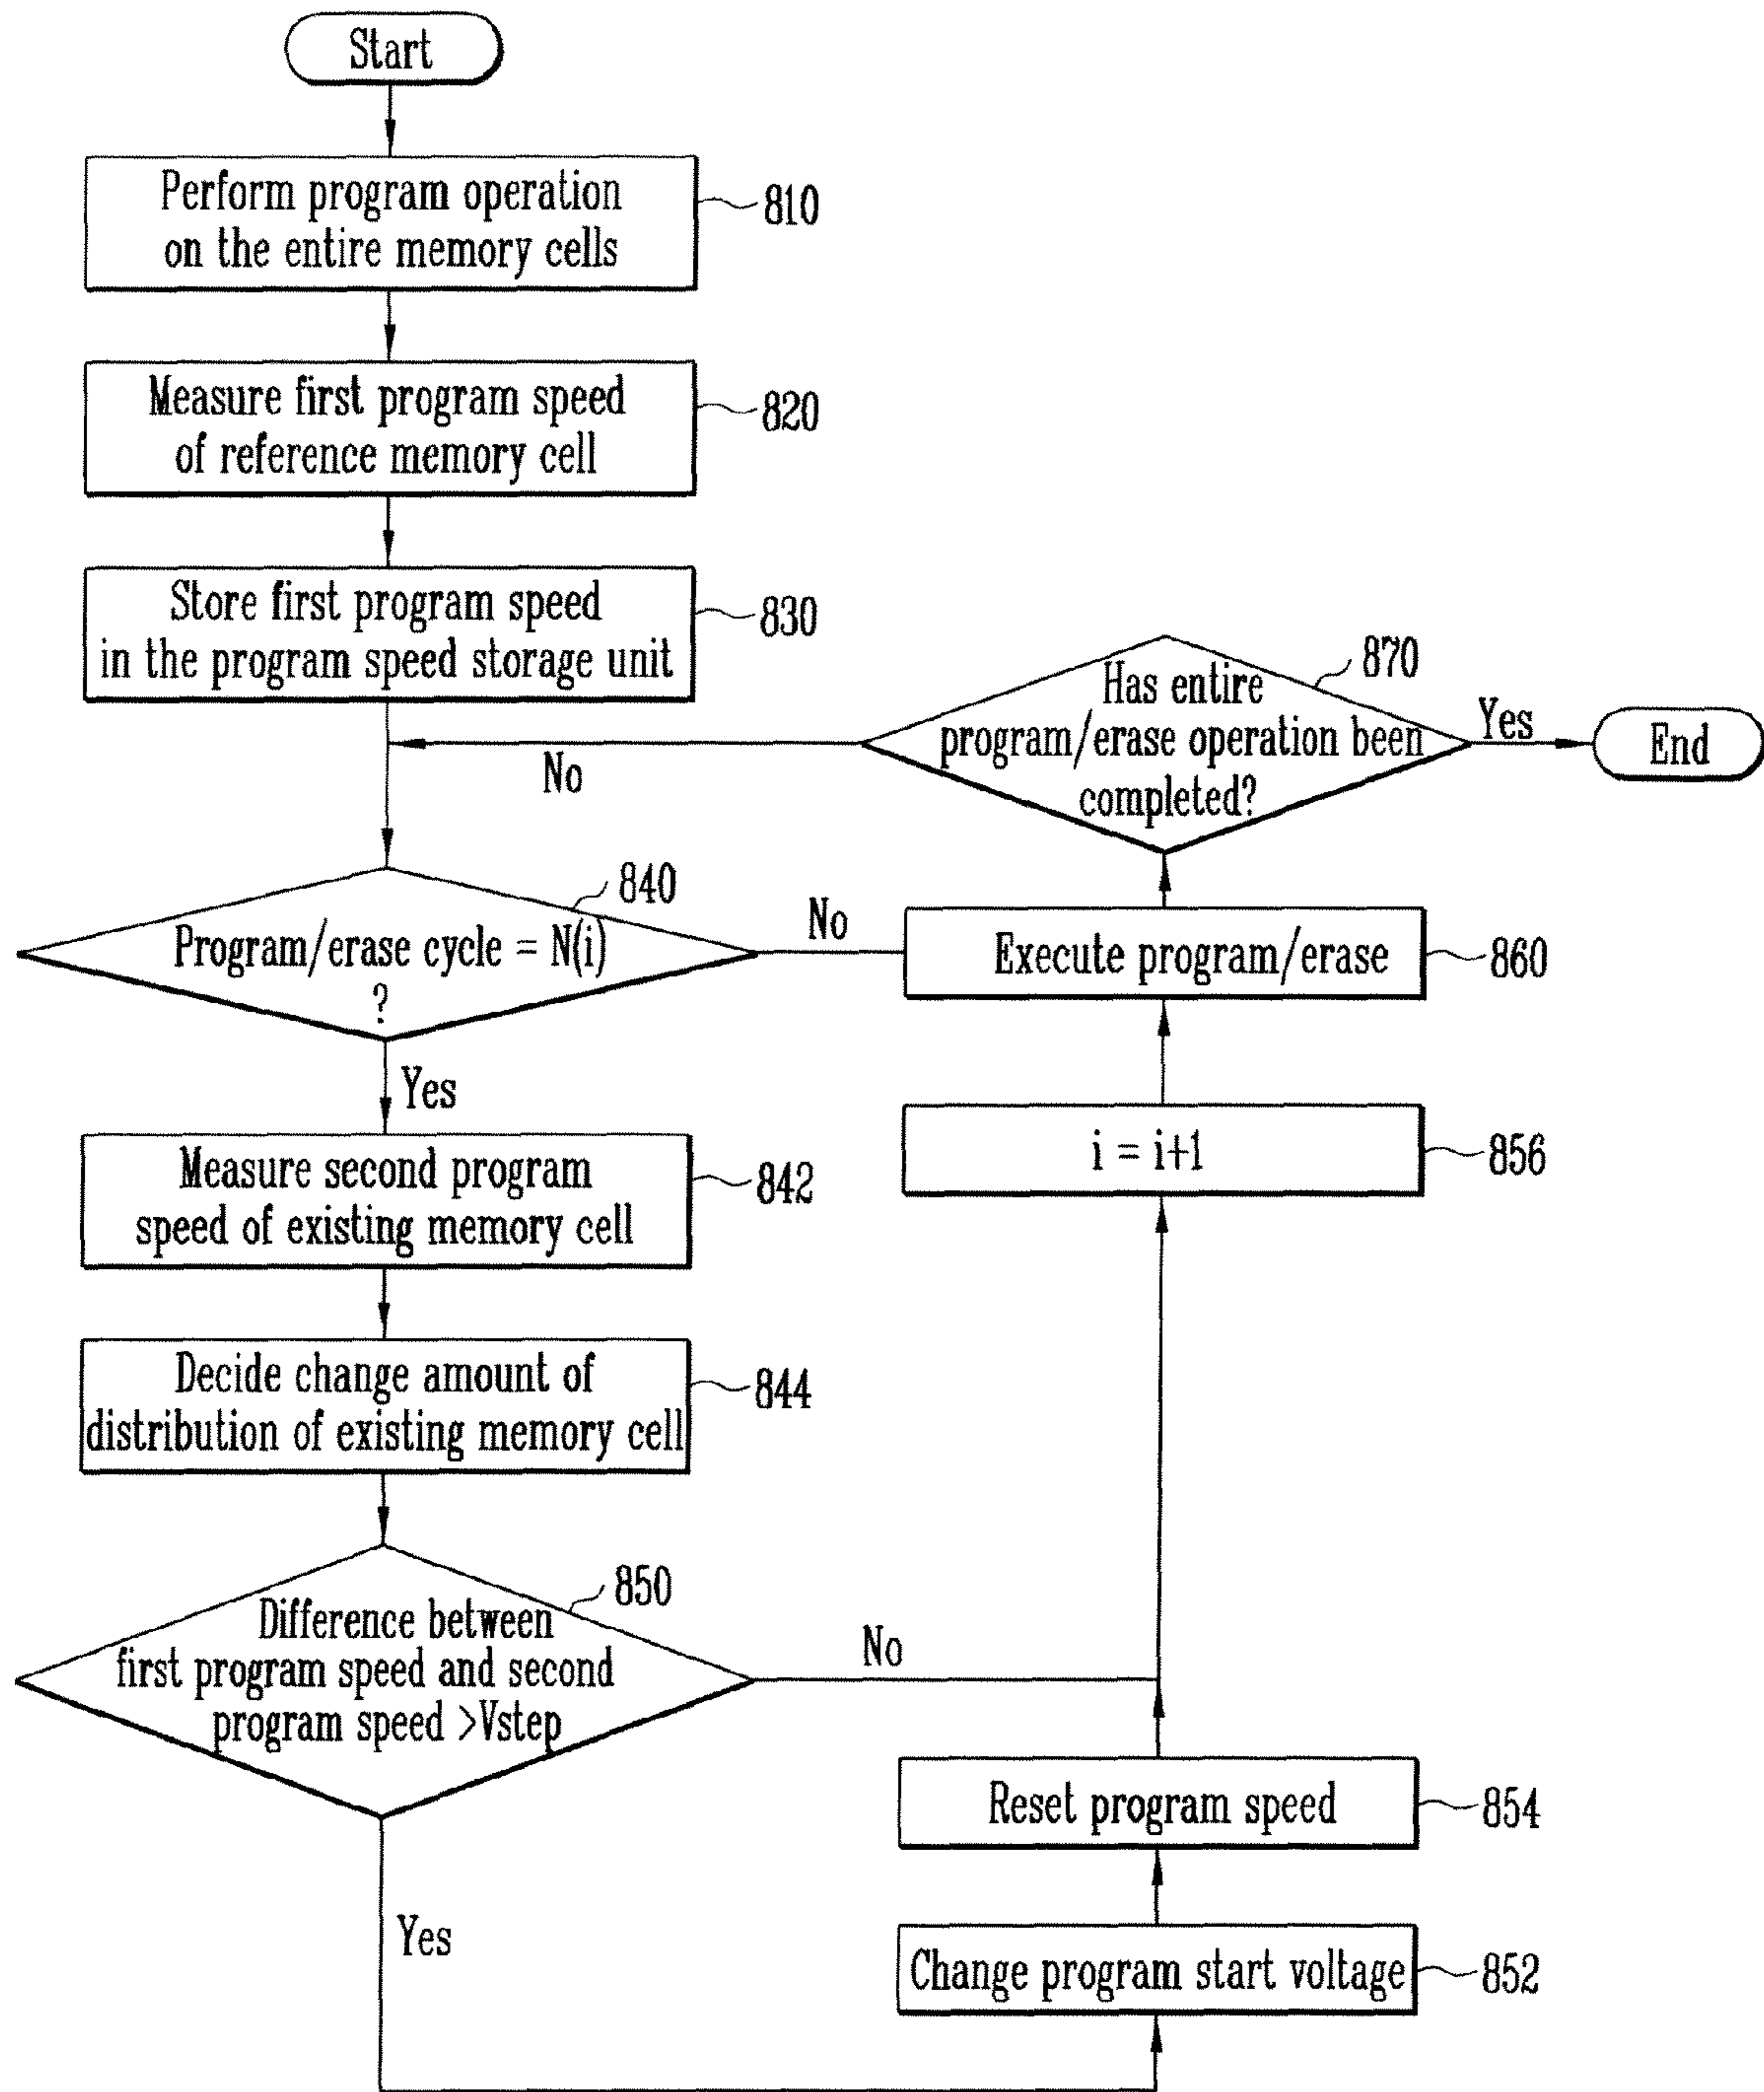 Start
Perform program operation
on the entire memory cells
810
Measure first program speed
of reference memory cell
820
Store first program speed
in the program speed storage unit
830
870
Has entire
program/erase operation been
completed?
Yes
End
No
840
Program/erase cycle = N(i)
?
No
Execute program/erase
860
Yes
i = i+1
856
Measure second program
speed of existing memory cell
842
Decide change amount of
distribution of existing memory cell
844
850
Difference between
first program speed and second
program speed >Vstep
No
Reset program speed
854
Yes
Change program start voltage
852